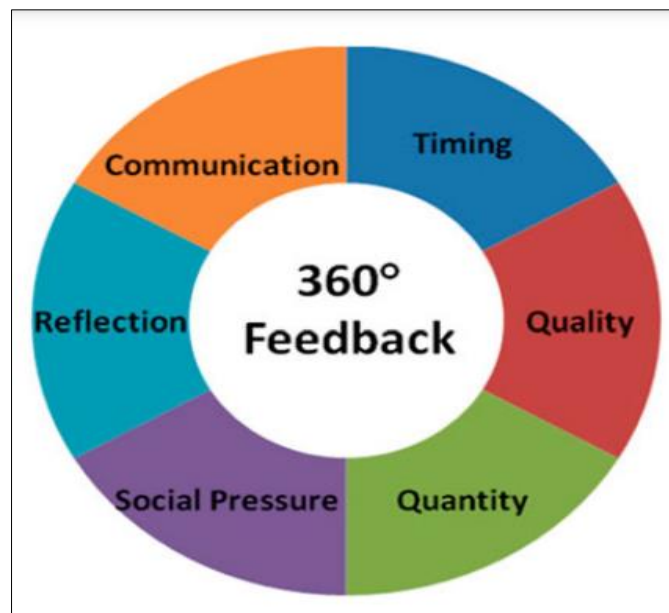 Communication
Timing
Reflection
360°
Feedback
Quality
Social Pressure
Quantity